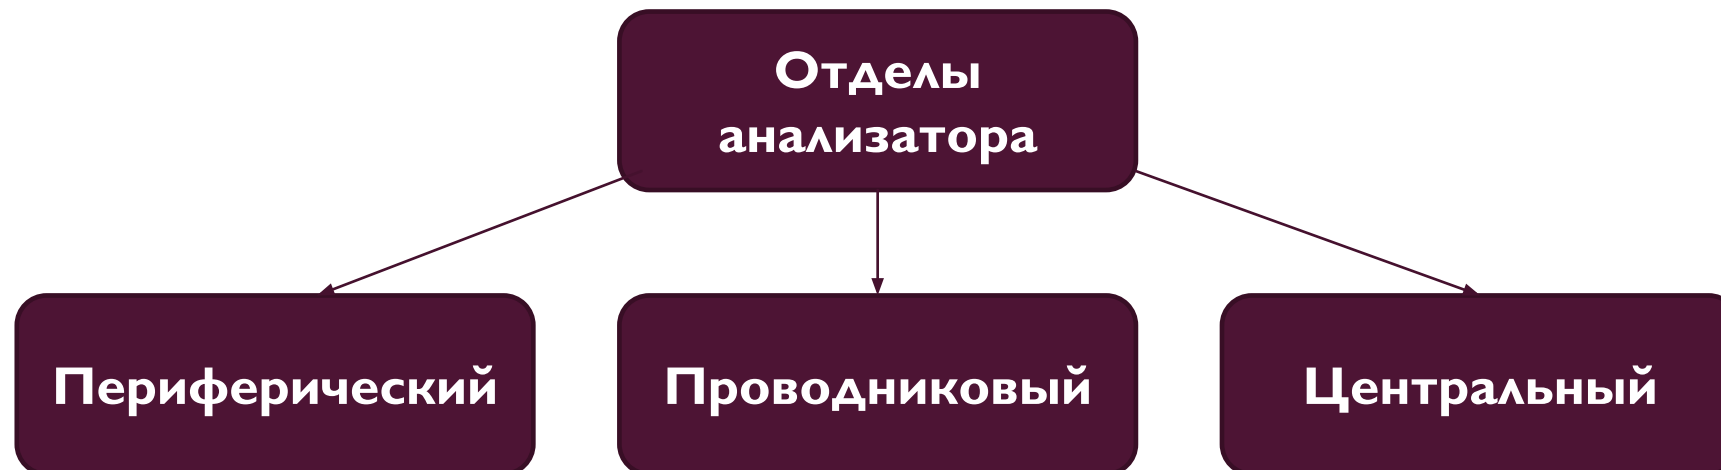 Отделы
анализатора
Периферический
Проводниковый
Центральный